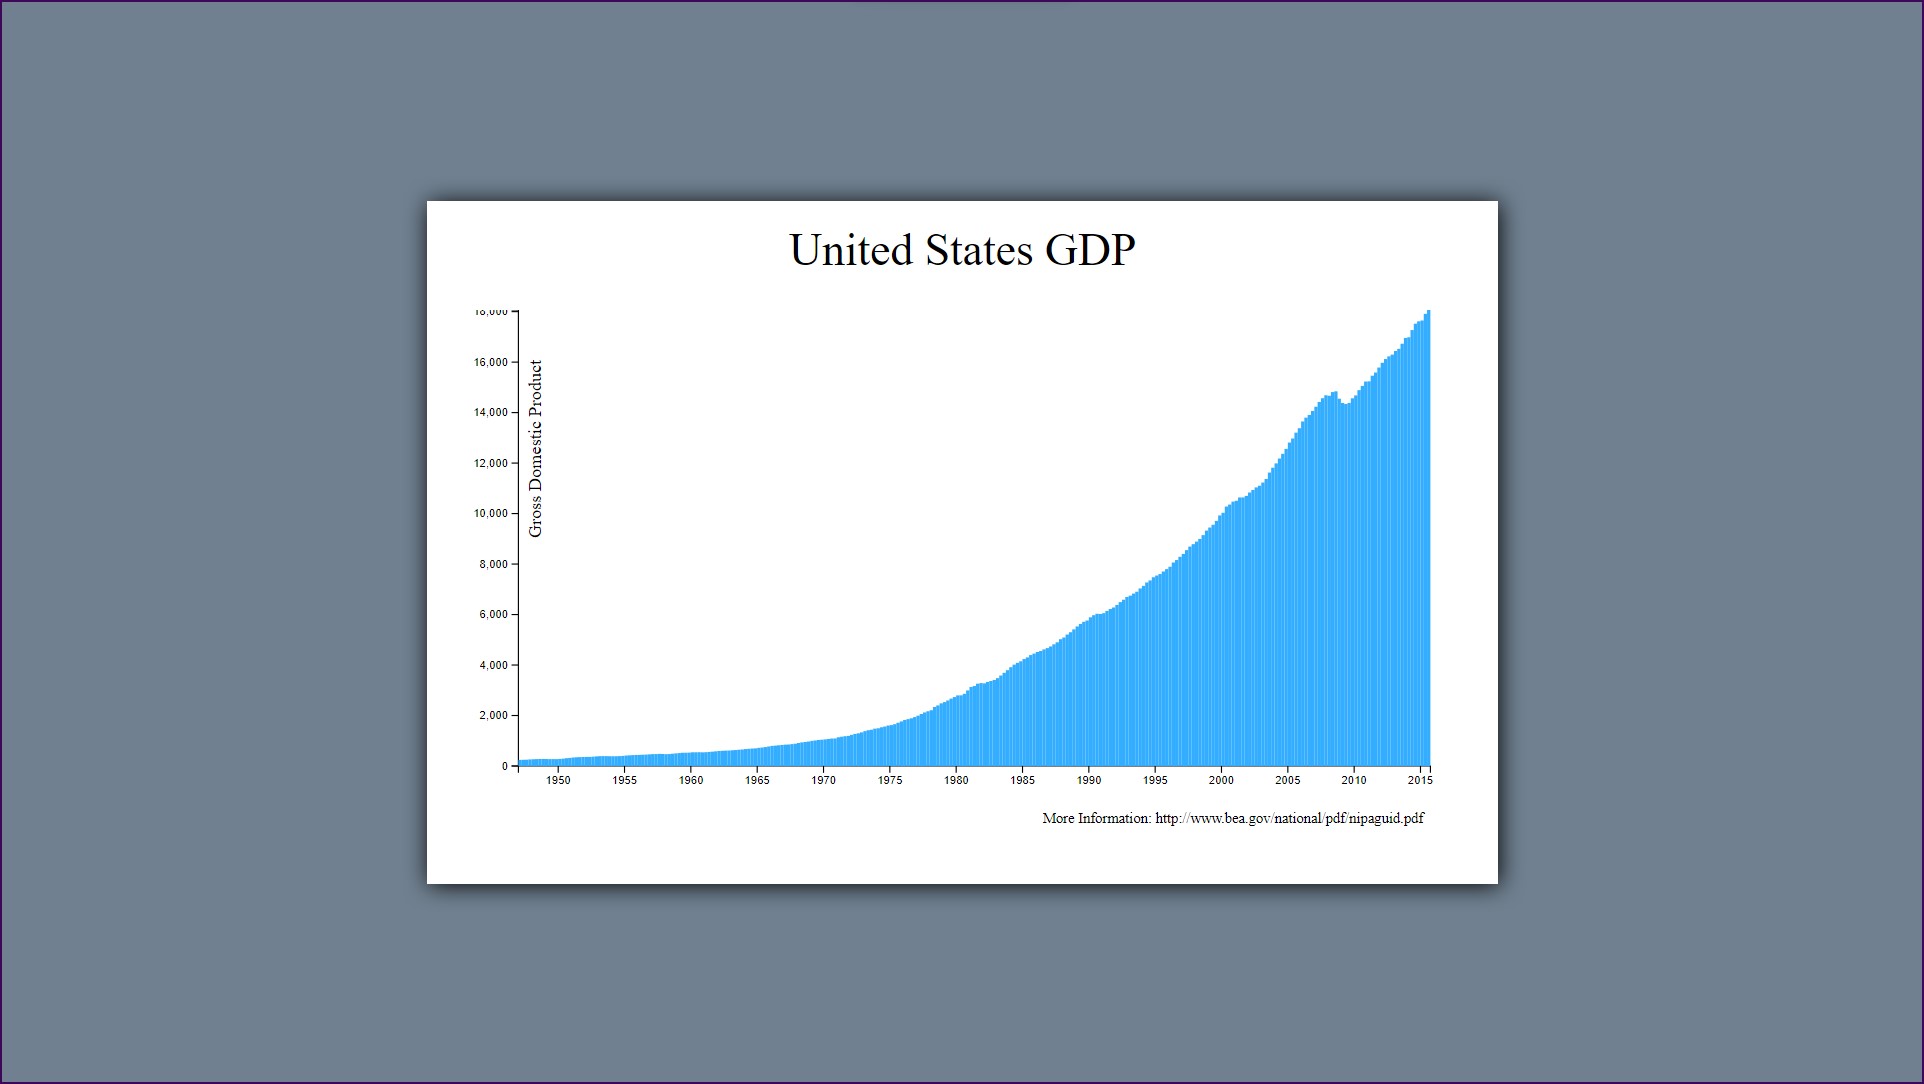 United States GDP
18,000
16,000
14,000
12,000
10,000
8,000
6,000
4,000
2,000
0
Gross Domestic Product
1950 1955 1960 1965 1970 1975 1980 1985 1990 1995 2000 2005 2010 2015
More Information: http://www.bea.gov/national/pdf/nipaguid.pdf